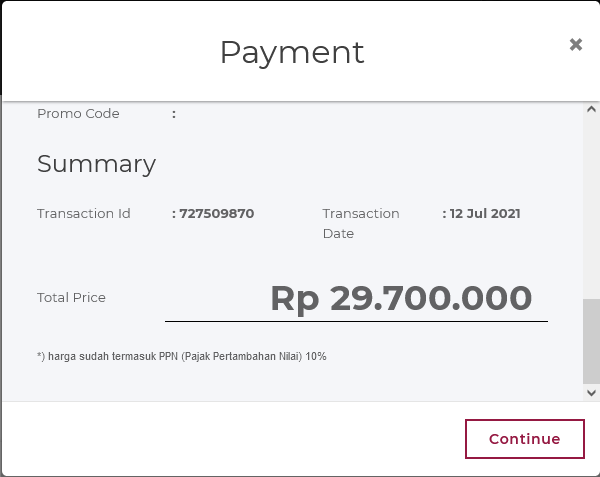 Payment
×
Promo Code :
Summary
Transaction Id : 727509870 Transaction Date : 12 Jul 2021
Total Price Rp 29.700.000
*) harga sudah termasuk PPN (Pajak Pertambahan Nilai) 10%
Continue